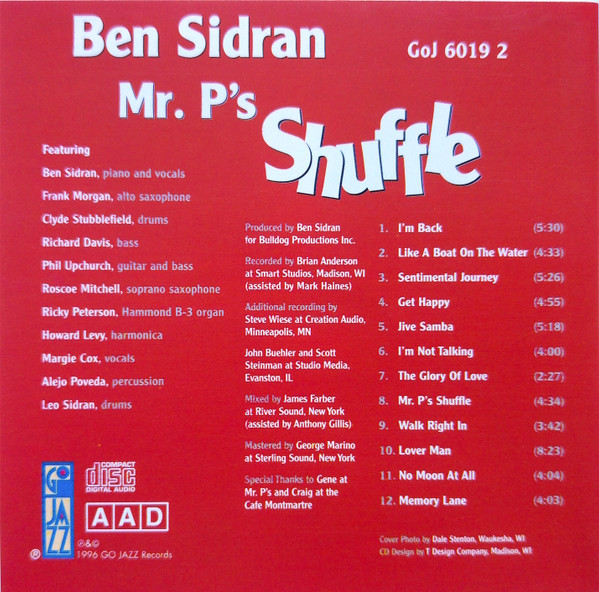 Ben Sidran
GoJ 6019 2
Mr. P's
Shuffle
Featuring
Ben Sidran, piano and vocals
Frank Morgan, alto saxophone
Clyde Stubblefield, drums
Richard Davis, bass
Phil Upchurch, guitar and bass
Roscoe Mitchell, soprano saxophone
Ricky Peterson, Hammond B-3 organ
Howard Levy, harmonica
Margie Cox, vocals
Alejo Poveda, percussion
Leo Sidran, drums
Produced by Ben Sidran
for Bulldog Productions Inc.
Recorded by Brian Anderson
at Smart Studios, Madison, WI
(assisted by Mark Haines)
Additional recording by
Steve Wiese at Creation Audio,
Minneapolis, MN
John Buehler and Scott
Steinman at Studio Media,
Evanston, IL
Mixed by James Farber
at River Sound, New York
(assisted by Anthony Gillis)
Mastered by George Marino
at Sterling Sound, New York
Special Thanks to Gene at
Mr. P's and Craig at the
Cafe Montmartre
1. I'm Back (5:30)
2. Like A Boat On The Water (4:33)
3. Sentimental Journey (5:26)
4. Get Happy (4:55)
5. Jive Samba (5:18)
6. I'm Not Talking (4:00)
7. The Glory Of Love (2:27)
8. Mr. P's Shuffle (4:34)
9. Walk Right In (3:42)
10. Lover Man (8:23)
11. No Moon At All (4:04)
12. Memory Lane (4:03)
GO JAZZ
®
COMPACT
disc
DIGITAL AUDIO
AAD
℗&©
1996 GO JAZZ Records
Cover Photo by Dale Stenton, Waukesha, WI
CD Design by T Design Company, Madison, WI